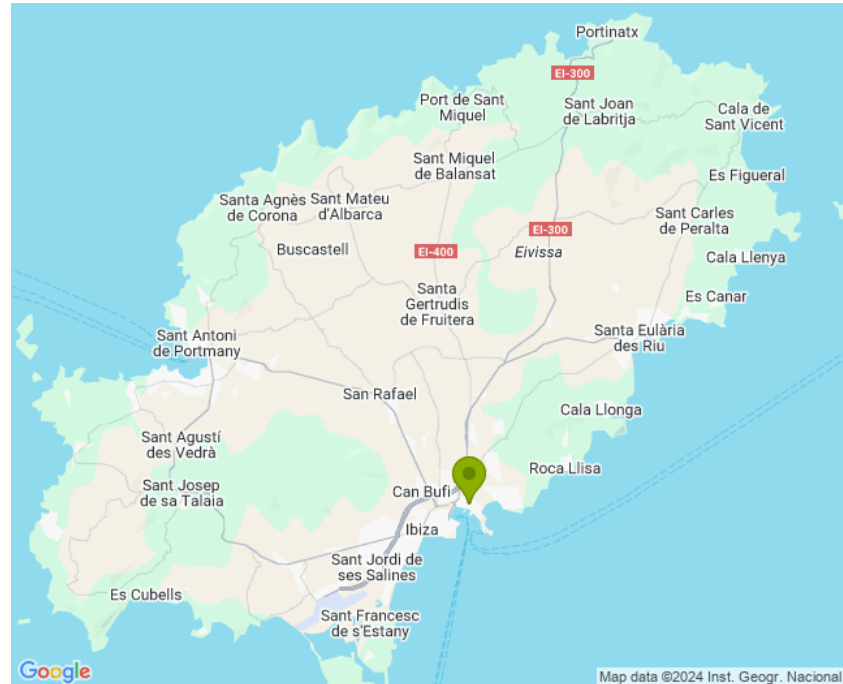 Portinatx
EI-300
Port de Sant
Miquel
Sant Joan
de Labritja
Cala de
Sant Vicent
Sant Miquel
de Balansat
Es Figueral
Santa Agnès
de Corona
Sant Mateu
d'Albarca
Sant Carles
de Peralta
EI-300
Buscastell
EI-400
Eivissa
Cala Llenya
Santa
Gertrudis
de Fruitera
Es Canar
Sant Antoni
de Portmany
Santa Eulària
des Riu
San Rafael
Cala Llonga
Sant Agustí
des Vedrà
Roca Llisa
Sant Josep
de sa Talaia
Can Bufí
Ibiza
Sant Jordi de
ses Salines
Es Cubells
Sant Francesc
de s'Estany
Google
Map data ©2024 Inst. Geogr. Nacional